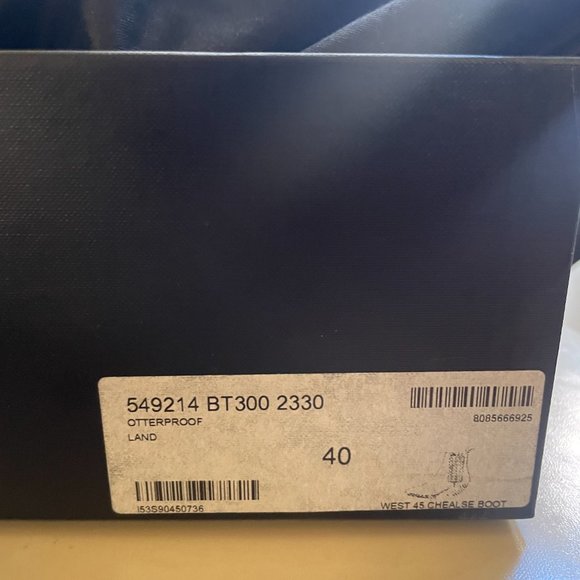 549214 BT300 2330
OTTERPROOF
LAND
8085666925
40
I53S90450736
WEST 45 CHEALSE BOOT